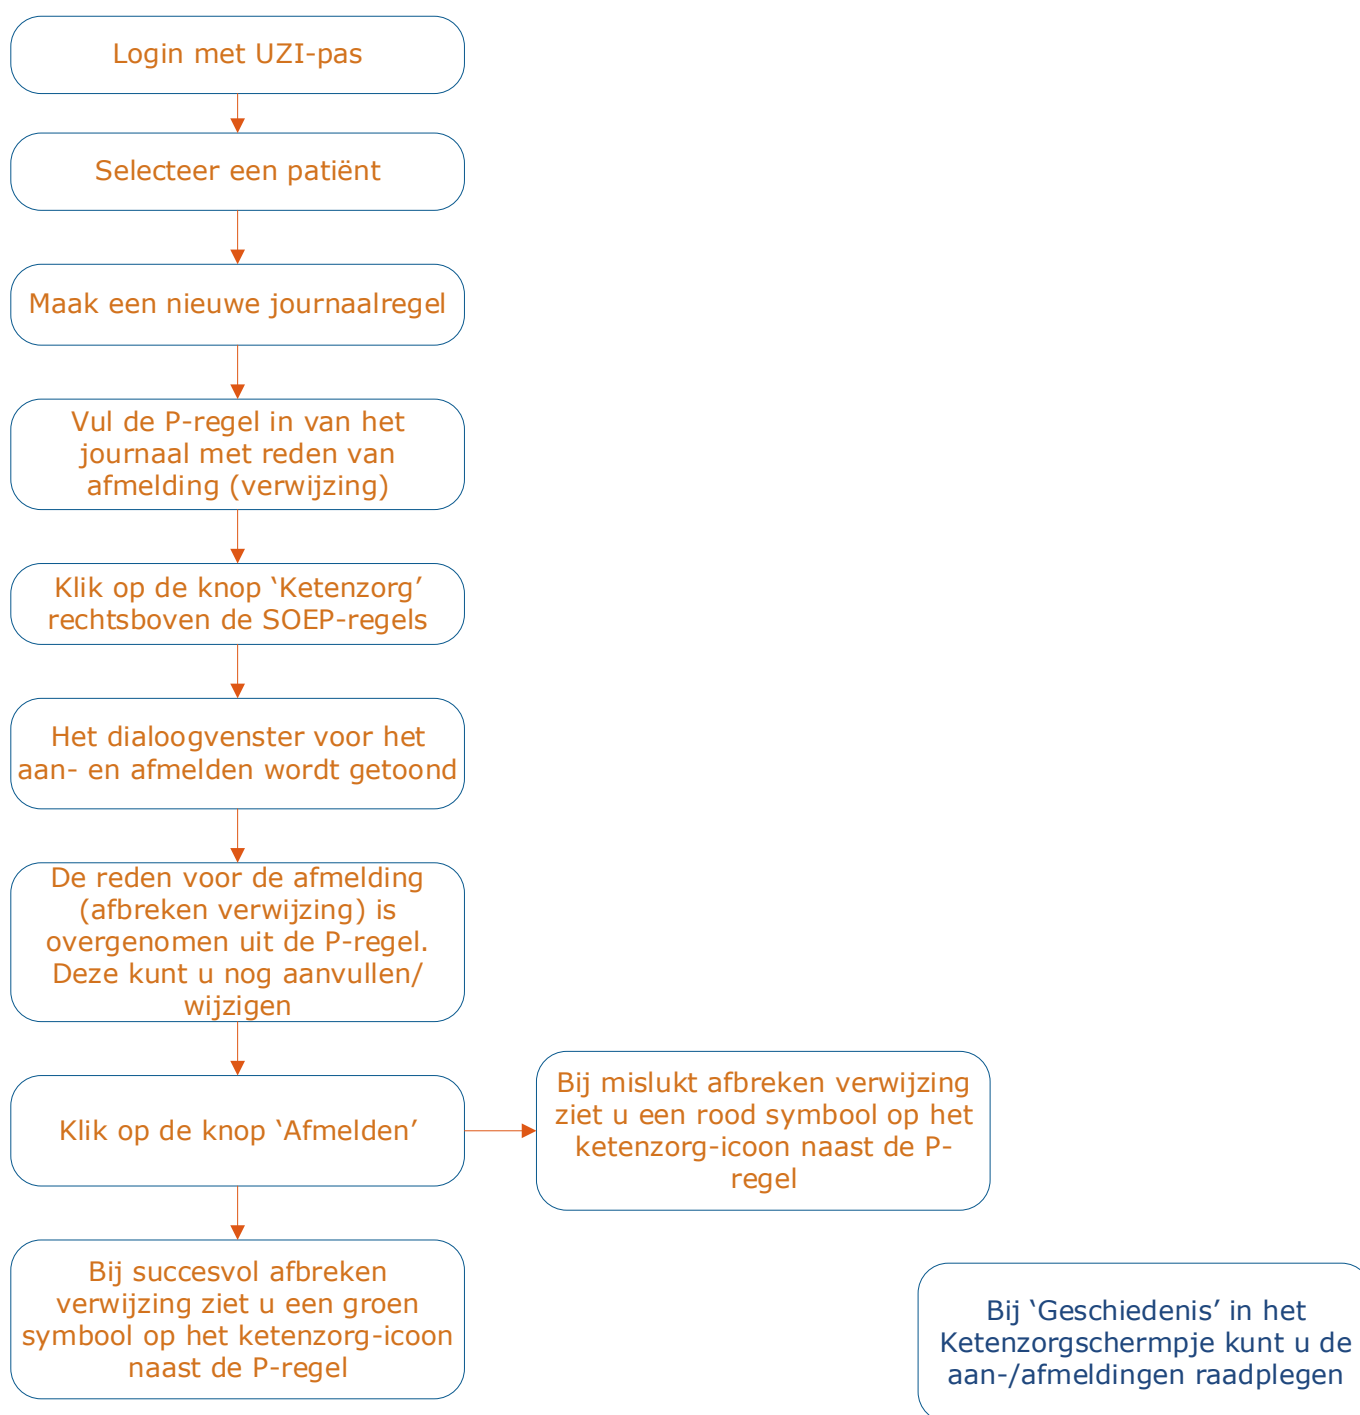 Login met UZI-pas
Selecteer een patiënt
Maak een nieuwe journaalregel
Vul de P-regel in van het
journaal met reden van
afmelding (verwijzing)
Klik op de knop ‘Ketenzorg’
rechtsboven de SOEP-regels
Het dialoogvenster voor het
aan- en afmelden wordt getoond
De reden voor de afmelding
(afbreken verwijzing) is
overgenomen uit de P-regel.
Deze kunt u nog aanvullen/
wijzigen
Klik op de knop ‘Afmelden’
Bij mislukt afbreken verwijzing
ziet u een rood symbool op het
ketenzorg-icoon naast de P-
regel
Bij succesvol afbreken
verwijzing ziet u een groen
symbool op het ketenzorg-icoon
naast de P-regel
Bij ‘Geschiedenis’ in het
Ketenzorgschermpje kunt u de
aan-/afmeldingen raadplegen